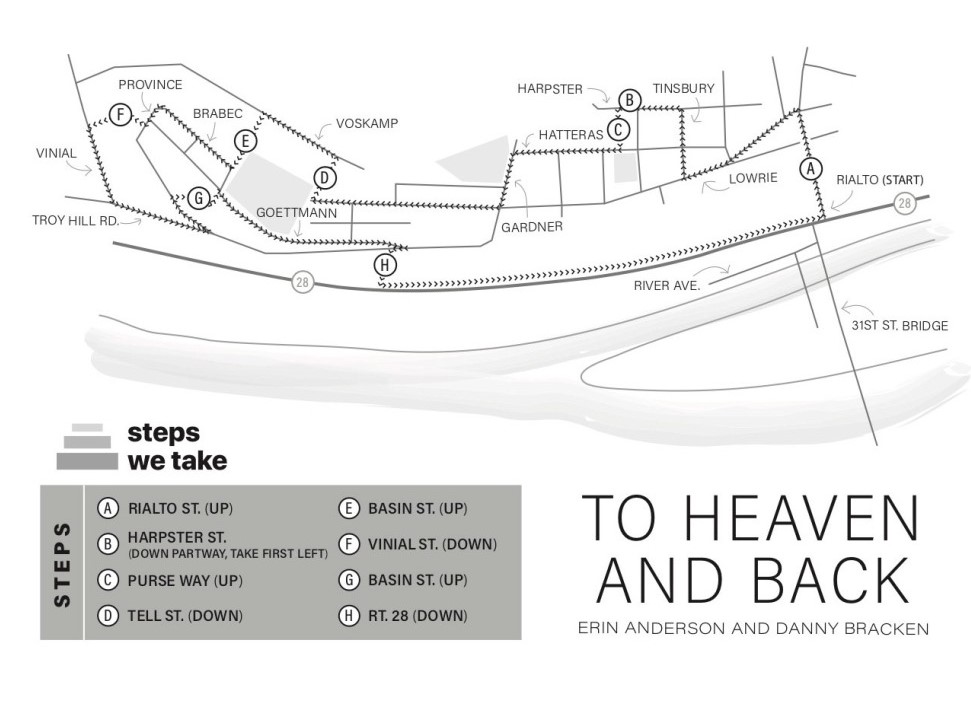 PROVINCE
HARPSTER
B
TINSBURY
F
BRABEC
VOSKAMP
C
HATTERAS
E
VINIAL
D
A
LOWRIE
RIALTO (START)
G
28
TROY HILL RD.
GOETTMANN
GARDNER
H
28
RIVER AVE.
31ST ST. BRIDGE
steps
we take
STEPS
A RIALTO ST. (UP)
B HARPSTER ST.
(DOWN PARTWAY, TAKE FIRST LEFT)
C PURSE WAY (UP)
D TELL ST. (DOWN)
E BASIN ST. (UP)
F VINIAL ST. (DOWN)
G BASIN ST. (UP)
H RT. 28 (DOWN)
TO HEAVEN
AND BACK
ERIN ANDERSON AND DANNY BRACKEN